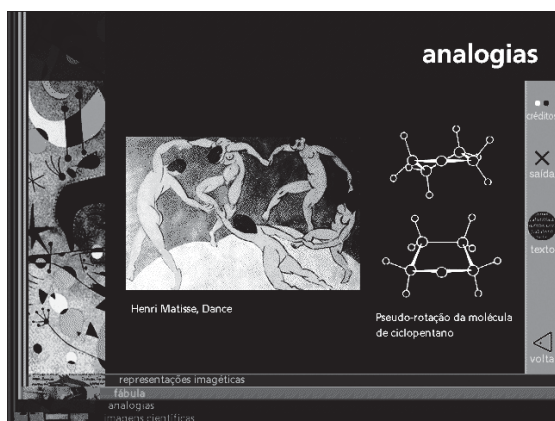 analogias
créditos
saída
texto
volta
Henri Matisse, Dance
Pseudo-rotação da molécula
de ciclopentano
representações imagéticas
fábula
analogias
imagens científicas